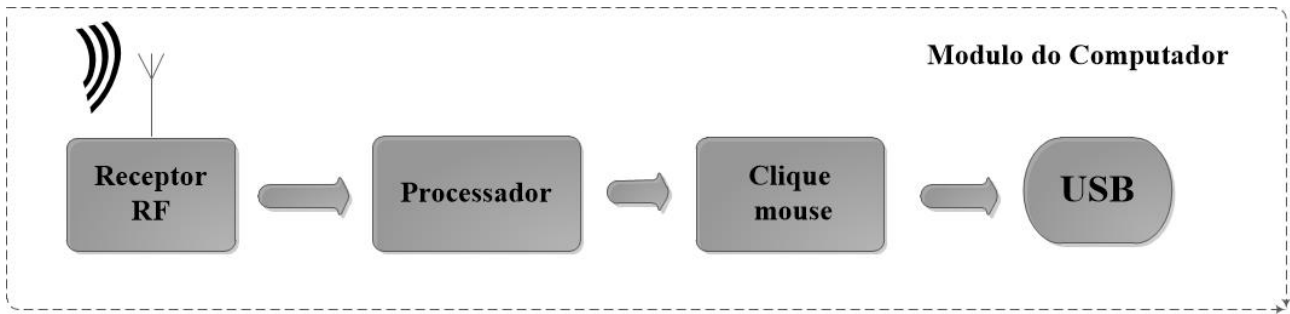 Modulo do Computador
Receptor
RF
Processador
Clique
mouse
USB